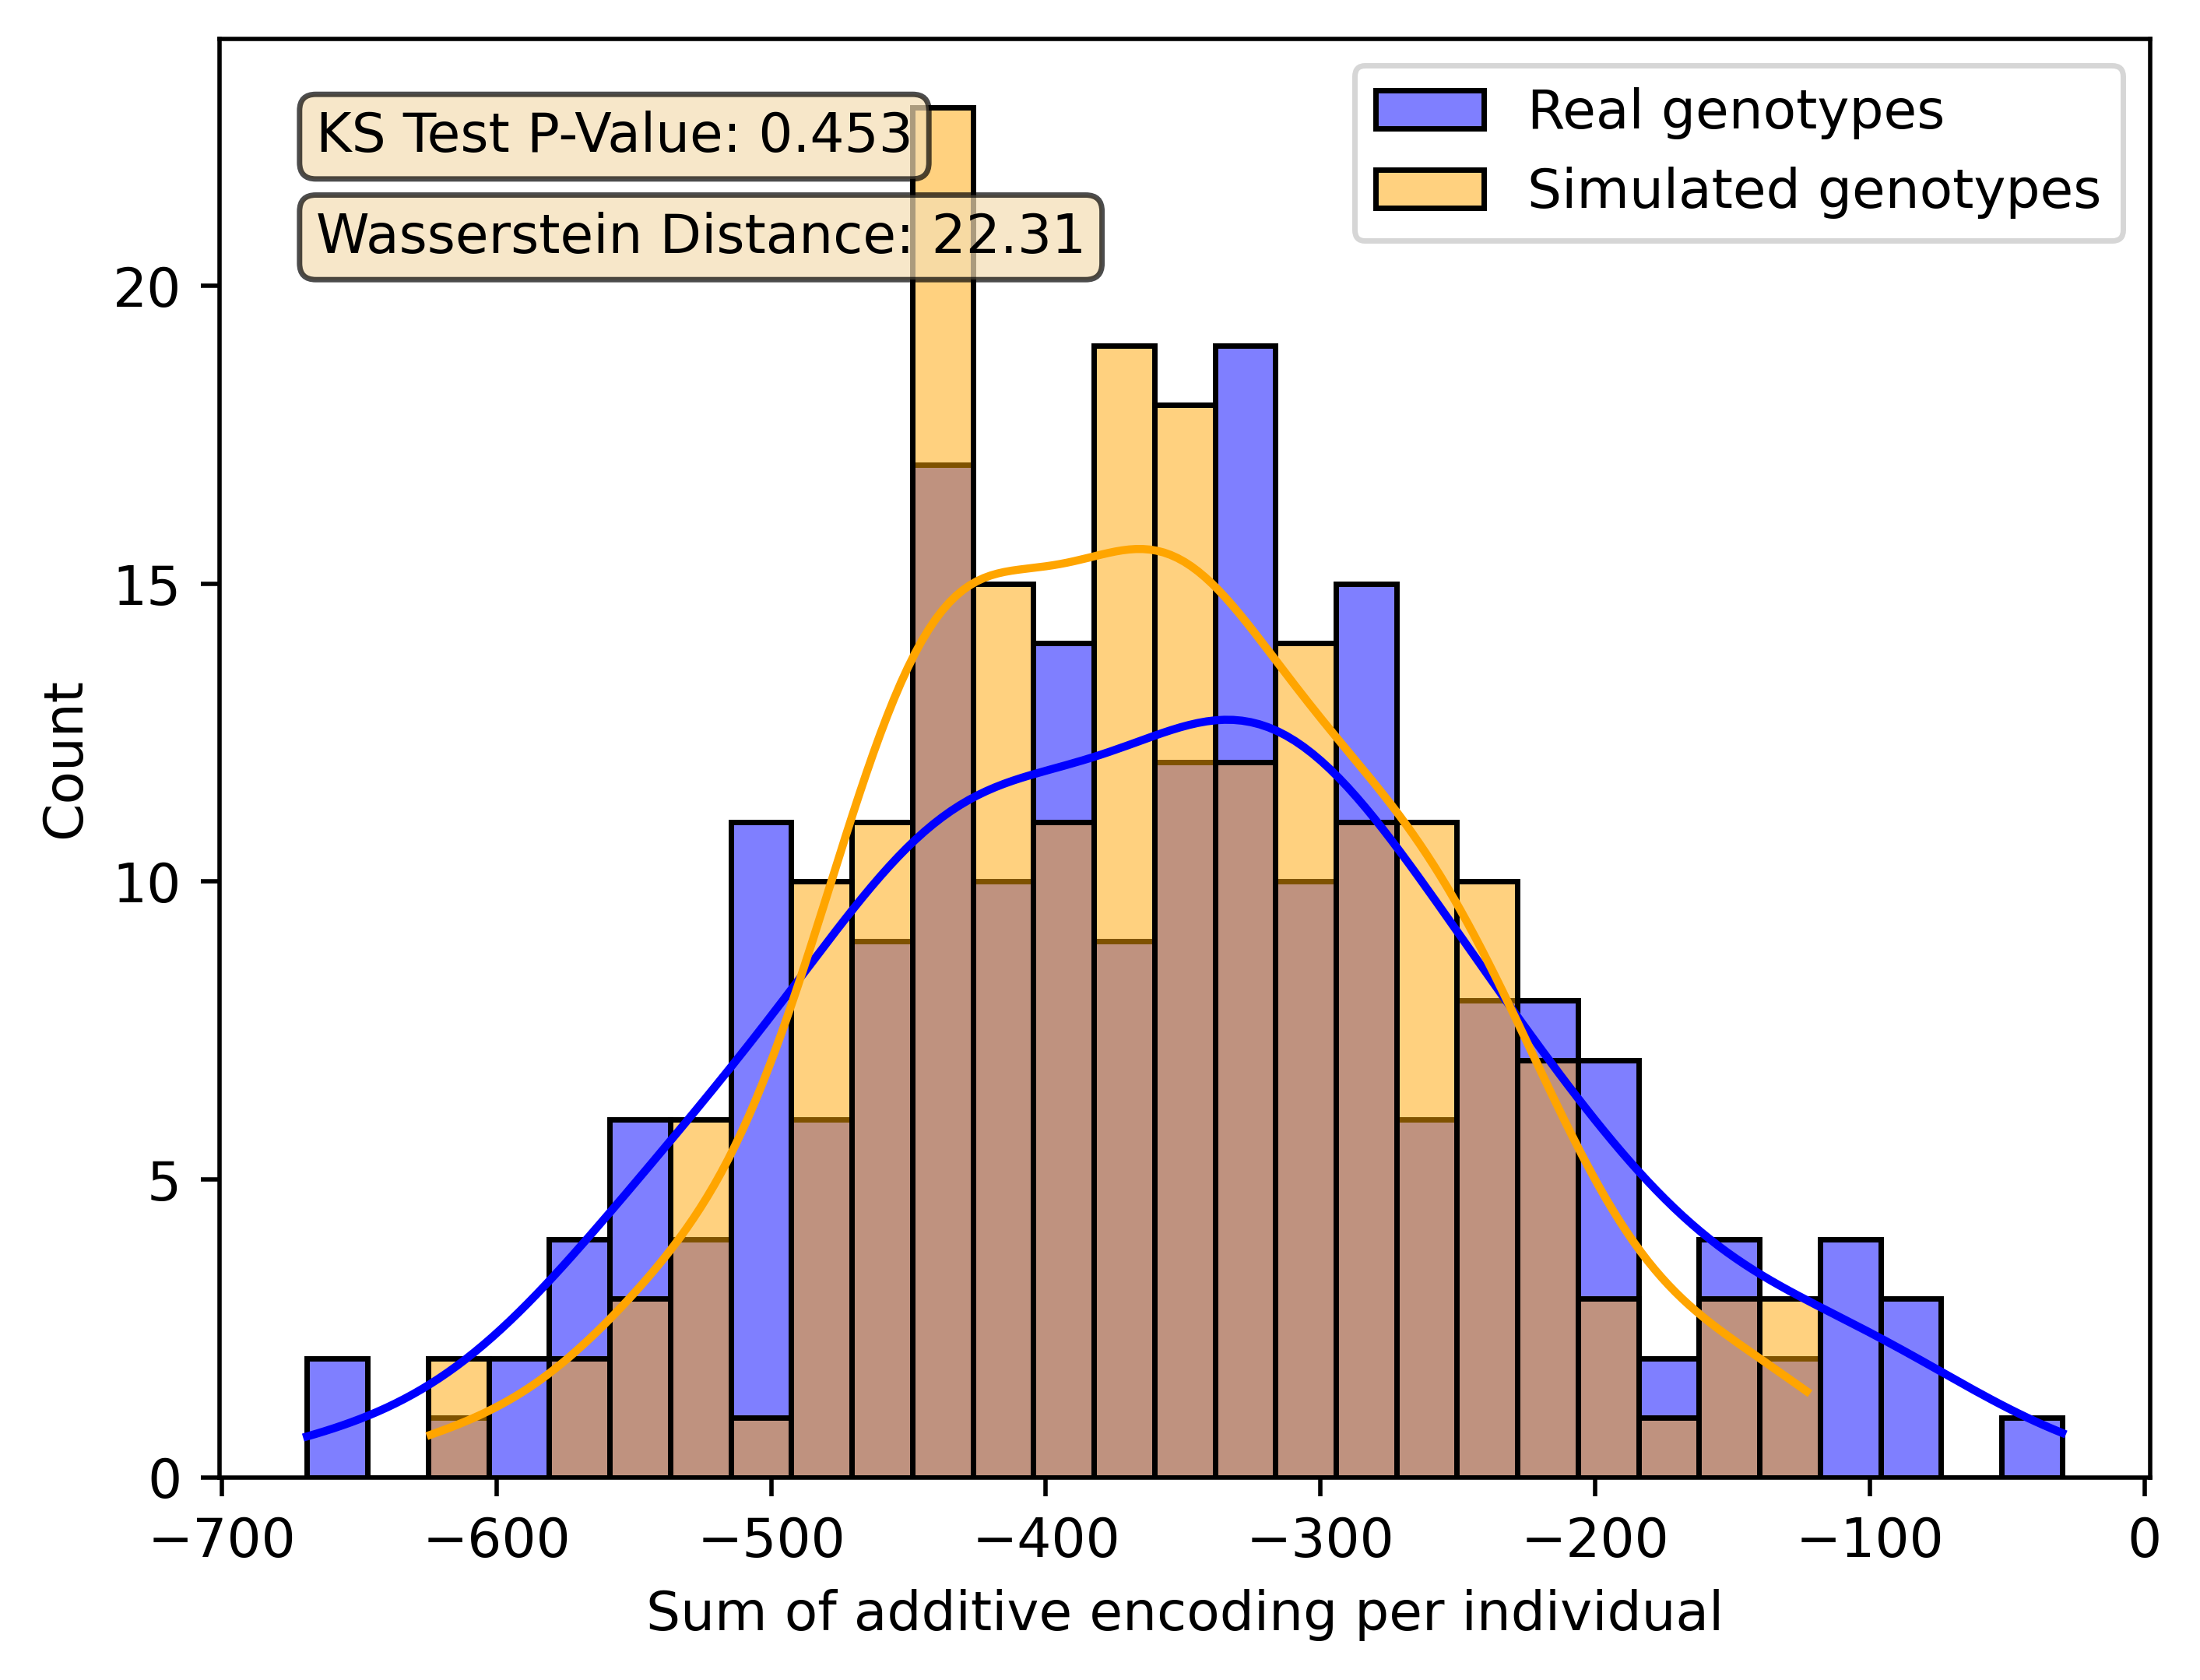 KS Test P-Value: 0.453
Wasserstein Distance: 22.31
Real genotypes
Simulated genotypes
20
15
10
5
0
Count
−700 −600 −500 −400 −300 −200 −100 0
Sum of additive encoding per individual